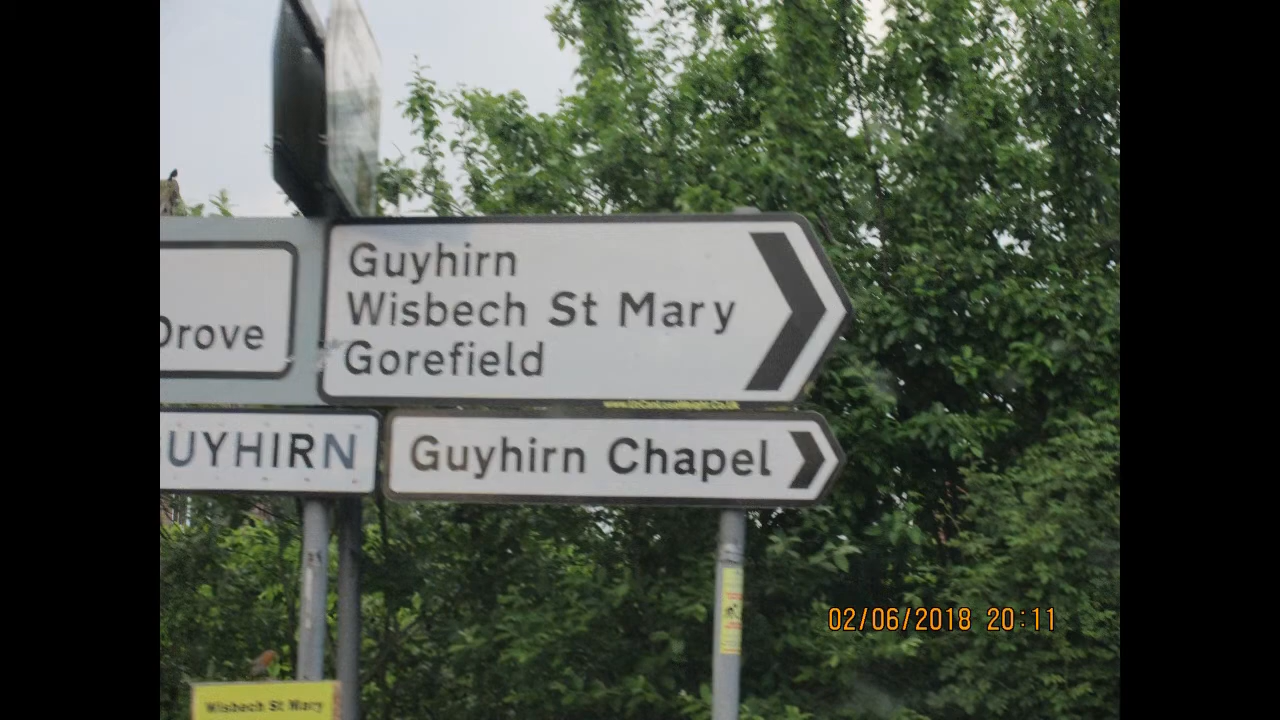 Guyhirn
Wisbech St Mary
Gorefield
Drove
UYHIRN
Guyhirn Chapel
02/06/2018 20:11
Wisbech St Mary